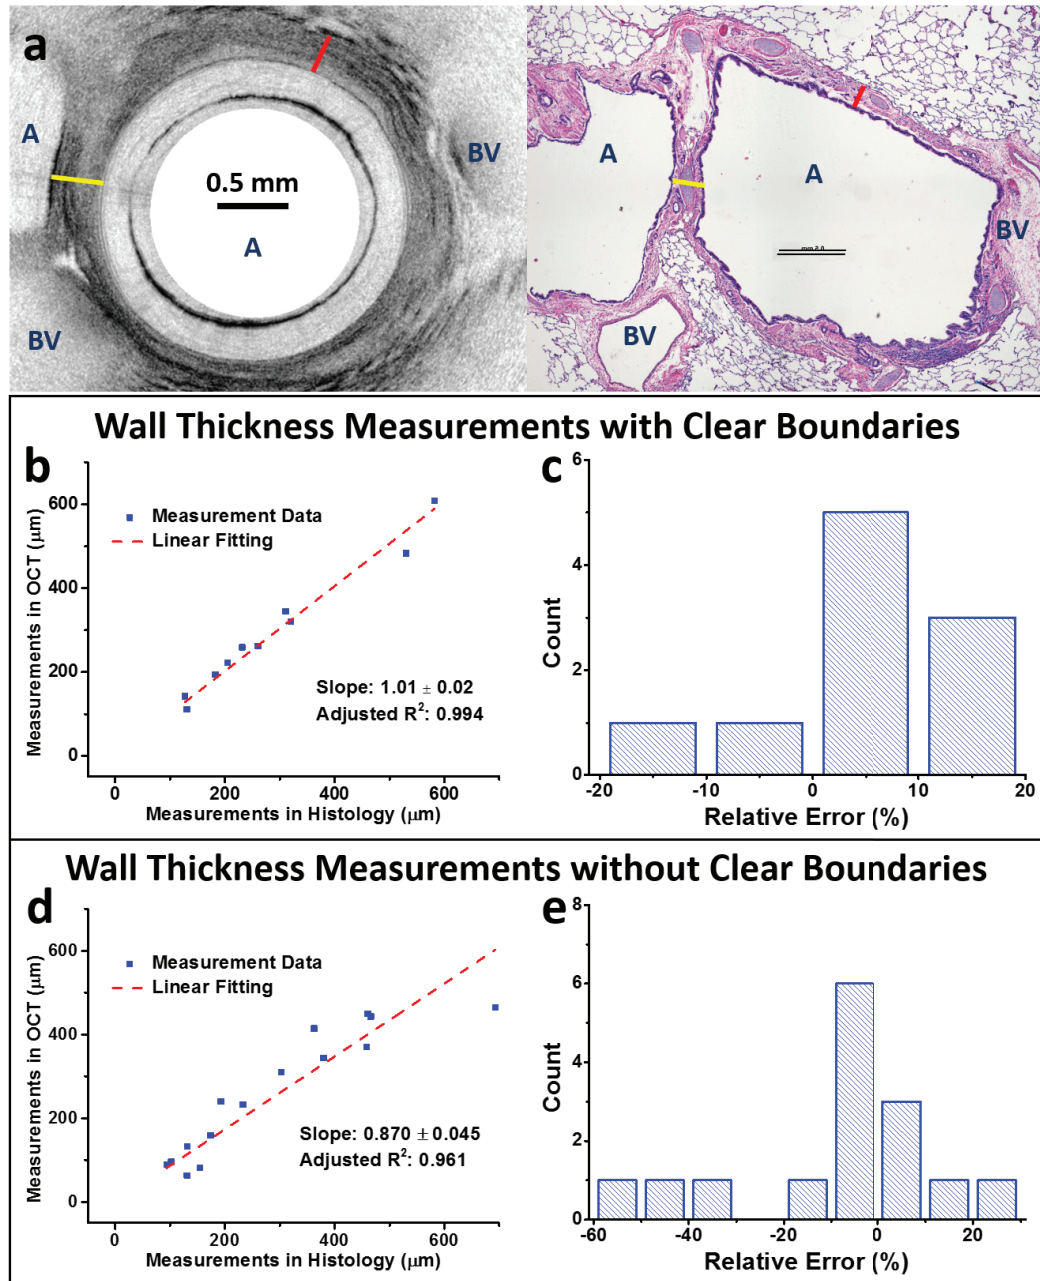 a
A
BV
0.5 mm
A
BV
A
A
BV
BV
Wall Thickness Measurements with Clear Boundaries
b
Measurements in OCT (μm)
600
400
200
0
Measurement Data
Linear Fitting
Slope: 1.01 ± 0.02
Adjusted R²: 0.994
0 200 400 600
Measurements in Histology (μm)
c
Count
6
4
2
0
-20 -10 0 10 20
Relative Error (%)
Wall Thickness Measurements without Clear Boundaries
d
Measurements in OCT (μm)
600
400
200
0
Measurement Data
Linear Fitting
Slope: 0.870 ± 0.045
Adjusted R²: 0.961
0 200 400 600
Measurements in Histology (μm)
e
Count
8
6
4
2
0
-60 -40 -20 0 20
Relative Error (%)